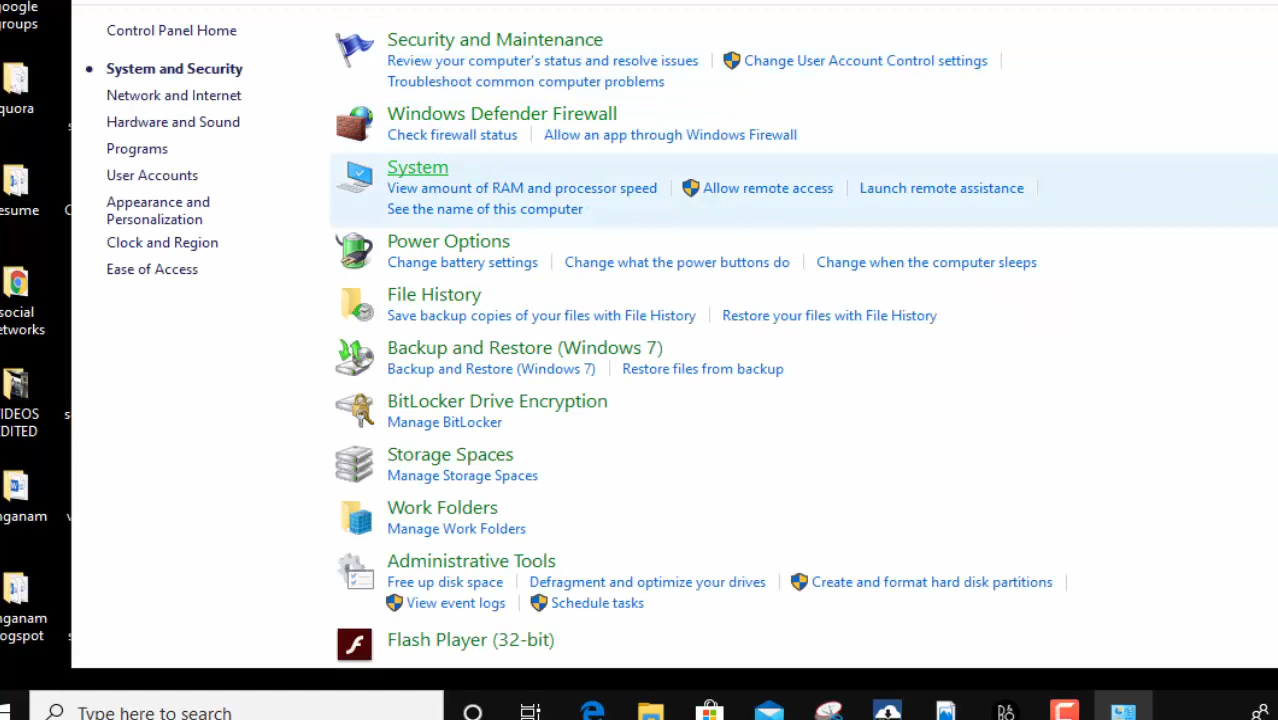 google
groups
quora
esume
social
etworks
IDEOS
DITED
nganam
nganam
ogspot
Control Panel Home
System and Security
Network and Internet
Hardware and Sound
Programs
User Accounts
Appearance and
Personalization
Clock and Region
Ease of Access
Security and Maintenance
Review your computer's status and resolve issues
Change User Account Control settings
Troubleshoot common computer problems
Windows Defender Firewall
Check firewall status
Allow an app through Windows Firewall
System
View amount of RAM and processor speed
Allow remote access
Launch remote assistance
See the name of this computer
Power Options
Change battery settings
Change what the power buttons do
Change when the computer sleeps
File History
Save backup copies of your files with File History
Restore your files with File History
Backup and Restore (Windows 7)
Backup and Restore (Windows 7)
Restore files from backup
BitLocker Drive Encryption
Manage BitLocker
Storage Spaces
Manage Storage Spaces
Work Folders
Manage Work Folders
Administrative Tools
Free up disk space
Defragment and optimize your drives
Create and format hard disk partitions
View event logs
Schedule tasks
Flash Player (32-bit)
Type here to search